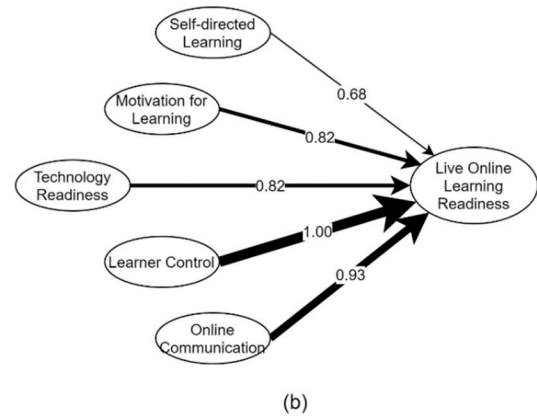 Self-directed
Learning
0.68
Motivation for
Learning
0.82
Technology
Readiness
0.82
Live Online
Learning
Readiness
Learner Control
1.00
0.93
Online
Communication
(b)